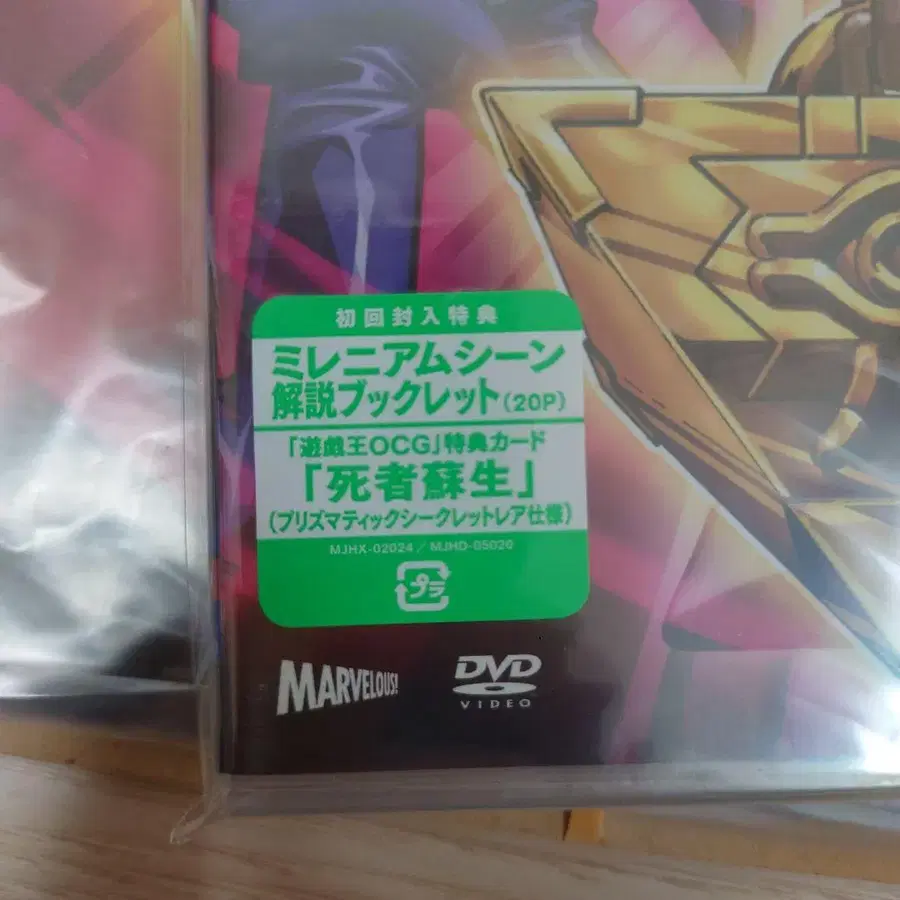 初回封入特典
ミレニアムシーン
解説ブックレット(20P)
「遊戯王OCG」特典カード
「死者蘇生」
(プリズマティックシークレットレア仕様)
MJHX-02024／MJHD-05020
プラ
MARVELOUS!
DVD
VIDEO